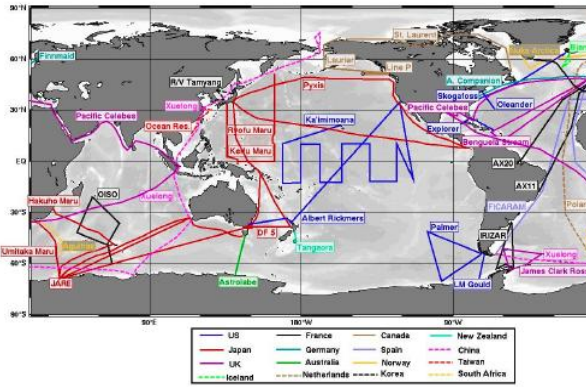 90°N
St. Laurent
Nuka Arctica
Finnmaid
60°N
Laurier
Line P
R/V Tamyang
A. Companion
Pyxis
Skogafoss
Xuetong
Oleander
30°N
Pacific Celebes
Pacific Celebes
Ka'imimoana
Ocean Res.
Ryofu Maru
Explorer
Benguela Stream
Keifu Maru
EQ
AX20
Xuelong
AX11
OISO
Hakuho Maru
FICARAM
30°S
Albert Rickmers
Palmer
IRIZAR
DF 5
Umitaka Maru
Tangaroa
Xuelong
60°S
James Clark Ross
JARE
Astrolabe
LM Gould
90°S
90°E
180°W
90°W
US France Canada New Zealand
Japan Germany Spain China
UK Australia Norway Taiwan
Iceland Netherlands Korea South Africa